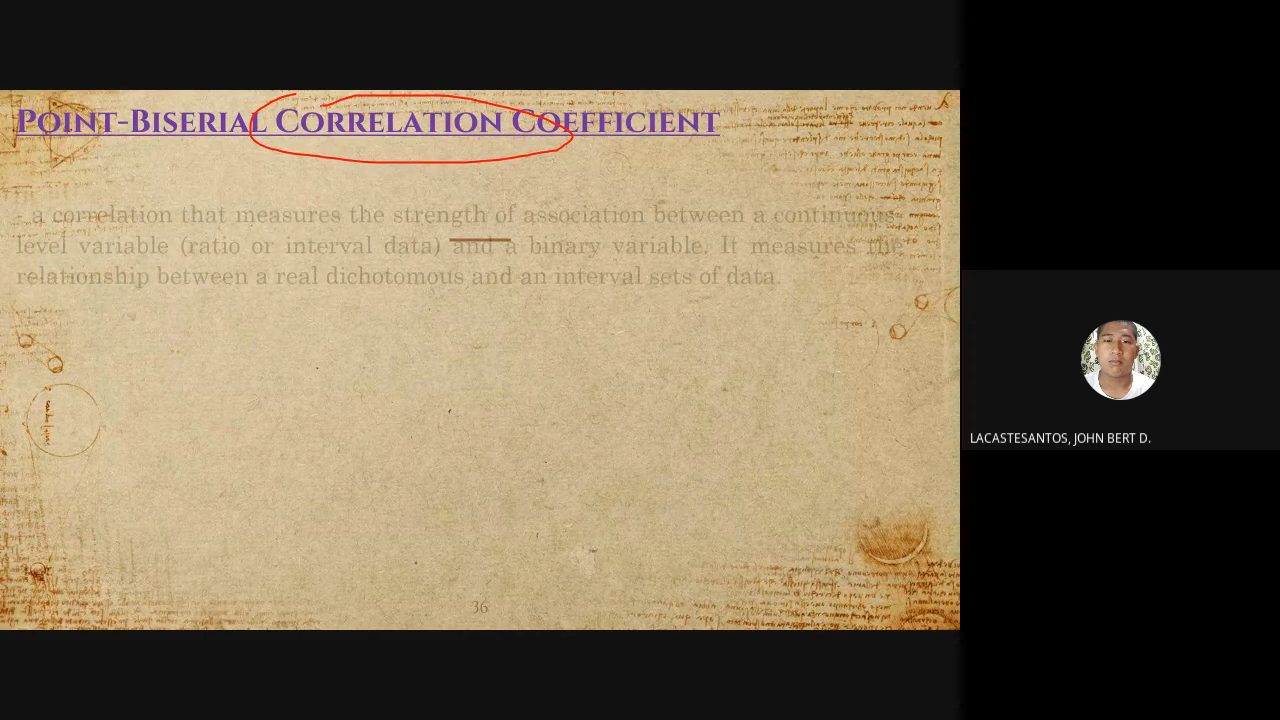 Point-Biserial Correlation Coefficient
- a correlation that measures the strength of association between a continuous-
level variable (ratio or interval data) and a binary variable. It measures the
relationship between a real dichotomous and an interval sets of data.
36
LACASTESANTOS, JOHN BERT D.